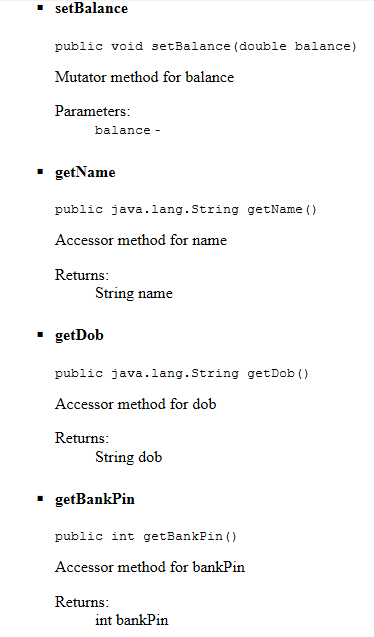 ▪ setBalance
public void setBalance(double balance)
Mutator method for balance
Parameters:
balance -
▪ getName
public java.lang.String getName()
Accessor method for name
Returns:
String name
▪ getDob
public java.lang.String getDob()
Accessor method for dob
Returns:
String dob
▪ getBankPin
public int getBankPin()
Accessor method for bankPin
Returns:
int bankPin